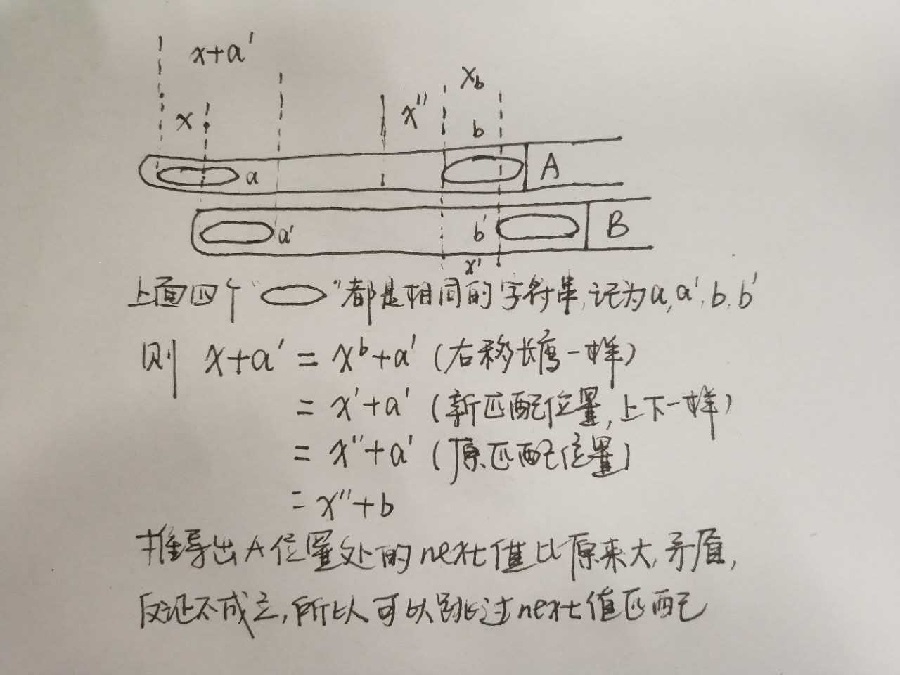 x+a'
x_b
x
x''
b
a
A
a'
b'
B
x'
上面四个“⬭”都是相同的字符串,记为a,a',b,b'
则 x+a' = x^b+a' (右移长度一样)
= x'+a' (新匹配位置,上下一样)
= x''+a' (原匹配位置)
= x''+b
推导出A位置处的next值比原来大,矛盾,
反证不成立,所以可以跳过next值匹配